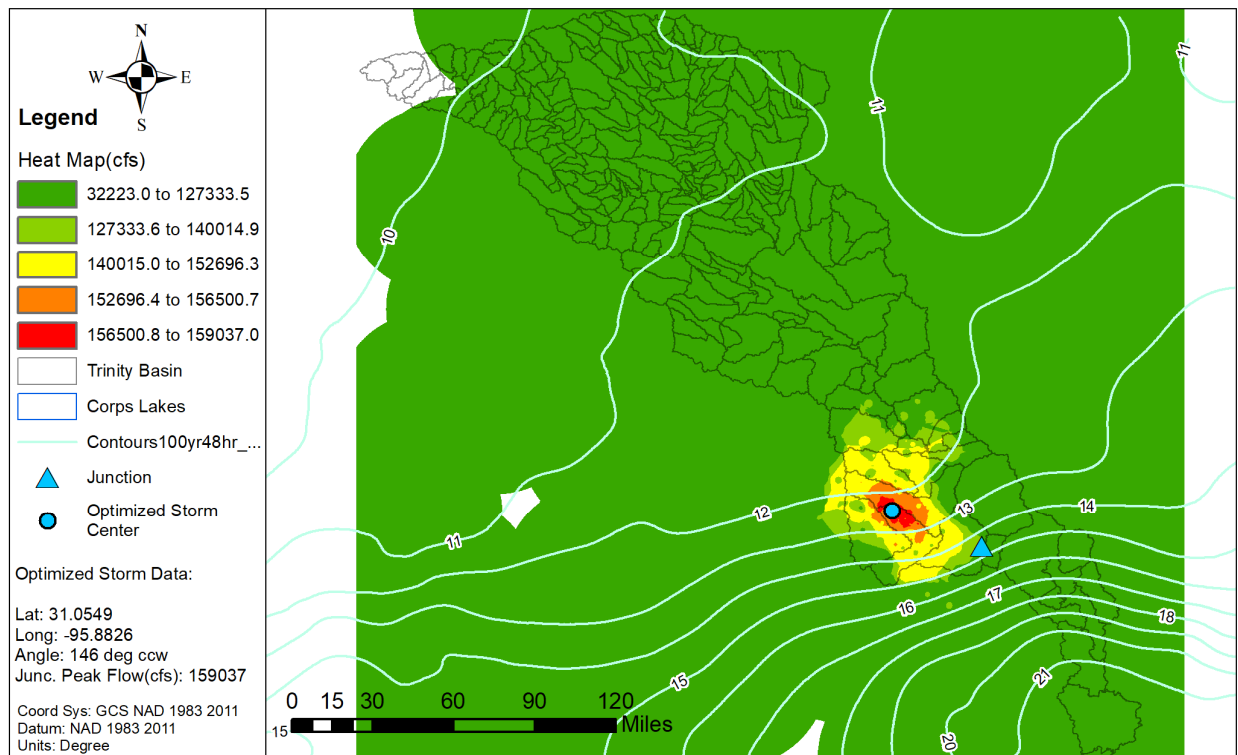 N
W E
S
Legend
Heat Map(cfs)
32223.0 to 127333.5
127333.6 to 140014.9
140015.0 to 152696.3
152696.4 to 156500.7
156500.8 to 159037.0
Trinity Basin
Corps Lakes
Contours100yr48hr_...
Junction
Optimized Storm
Center
Optimized Storm Data:
Lat: 31.0549
Long: -95.8826
Angle: 146 deg ccw
Junc. Peak Flow(cfs): 159037
Coord Sys: GCS NAD 1983 2011
Datum: NAD 1983 2011
Units: Degree
11
11
10
12
13
14
11
16
17
18
15
21
20
0 15 30 60 90 120
Miles
15